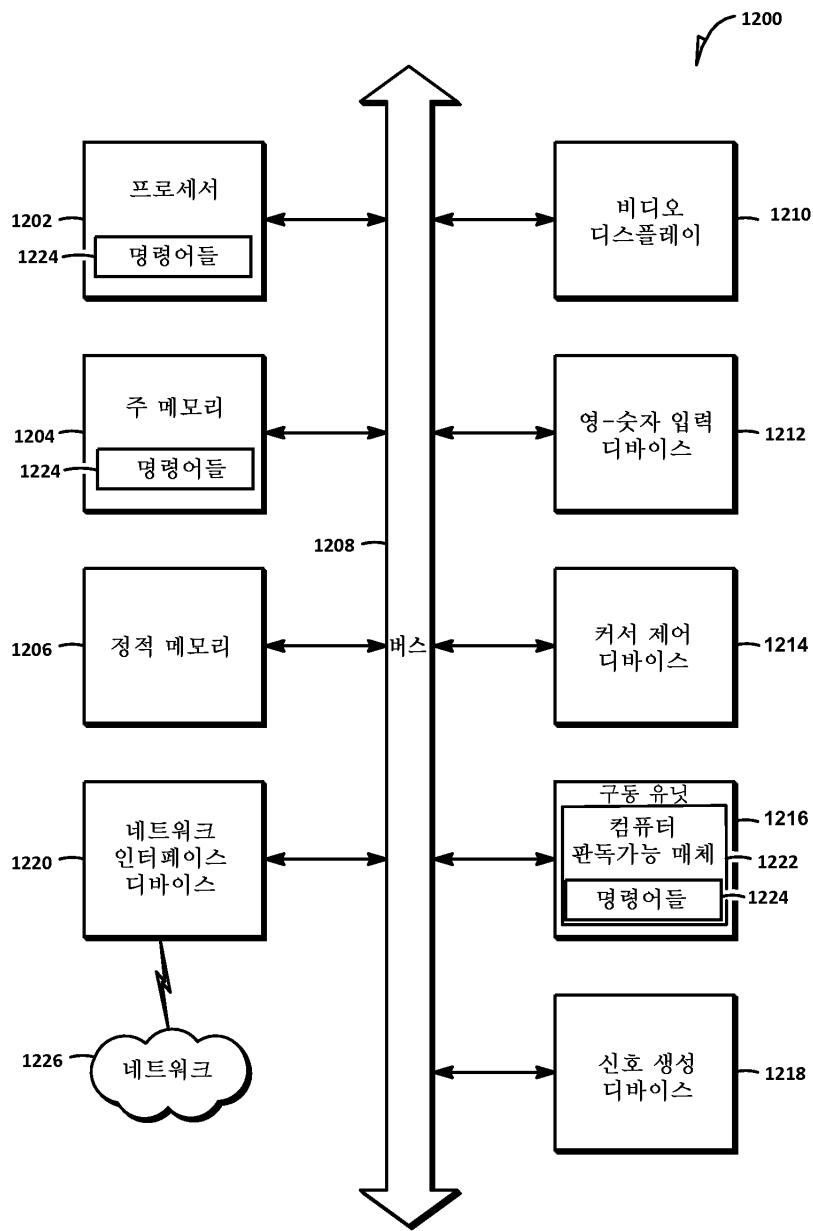 1200
프로세서
1202
1224
명령어들
비디오
디스플레이
1210
주 메모리
1204
1224
명령어들
영-숫자 입력
디바이스
1212
1208
정적 메모리
1206
버스
커서 제어
디바이스
1214
네트워크
인터페이스
디바이스
1220
구동 유닛
1216
컴퓨터
판독가능 매체
1222
명령어들
1224
1226
네트워크
신호 생성
디바이스
1218